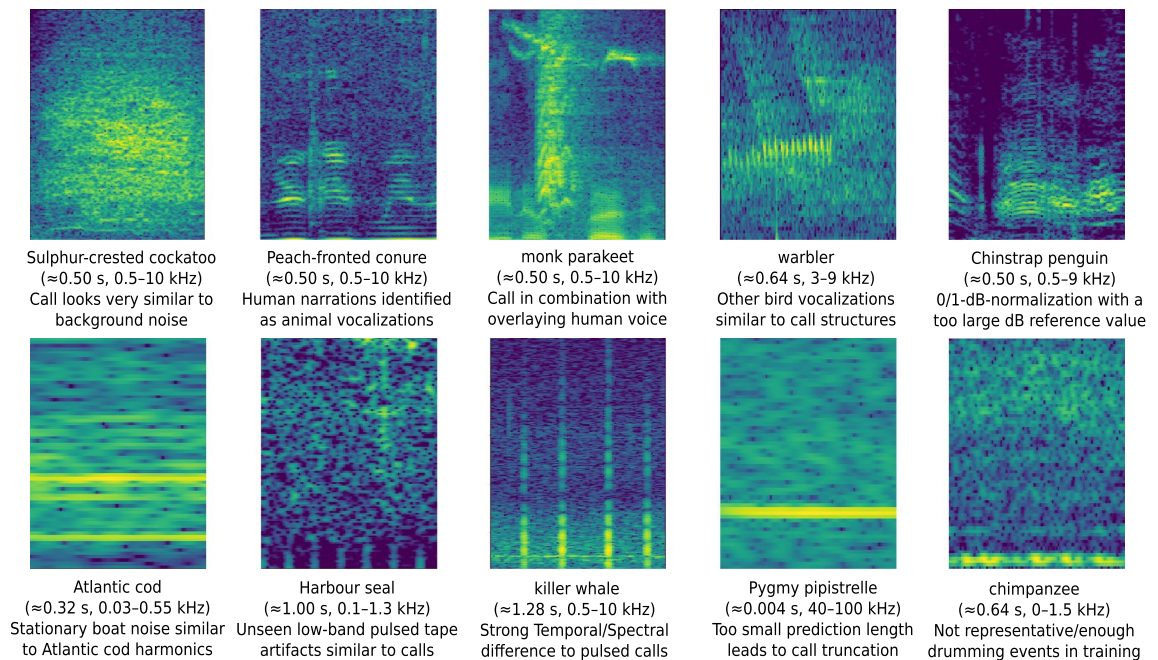 Sulphur-crested cockatoo
(≈0.50 s, 0.5–10 kHz)
Call looks very similar to
background noise
Peach-fronted conure
(≈0.50 s, 0.5–10 kHz)
Human narrations identified
as animal vocalizations
monk parakeet
(≈0.50 s, 0.5–10 kHz)
Call in combination with
overlaying human voice
warbler
(≈0.64 s, 3–9 kHz)
Other bird vocalizations
similar to call structures
Chinstrap penguin
(≈0.50 s, 0.5–9 kHz)
0/1-dB-normalization with a
too large dB reference value
Atlantic cod
(≈0.32 s, 0.03–0.55 kHz)
Stationary boat noise similar
to Atlantic cod harmonics
Harbour seal
(≈1.00 s, 0.1–1.3 kHz)
Unseen low-band pulsed tape
artifacts similar to calls
killer whale
(≈1.28 s, 0.5–10 kHz)
Strong Temporal/Spectral
difference to pulsed calls
Pygmy pipistrelle
(≈0.004 s, 40–100 kHz)
Too small prediction length
leads to call truncation
chimpanzee
(≈0.64 s, 0–1.5 kHz)
Not representative/enough
drumming events in training